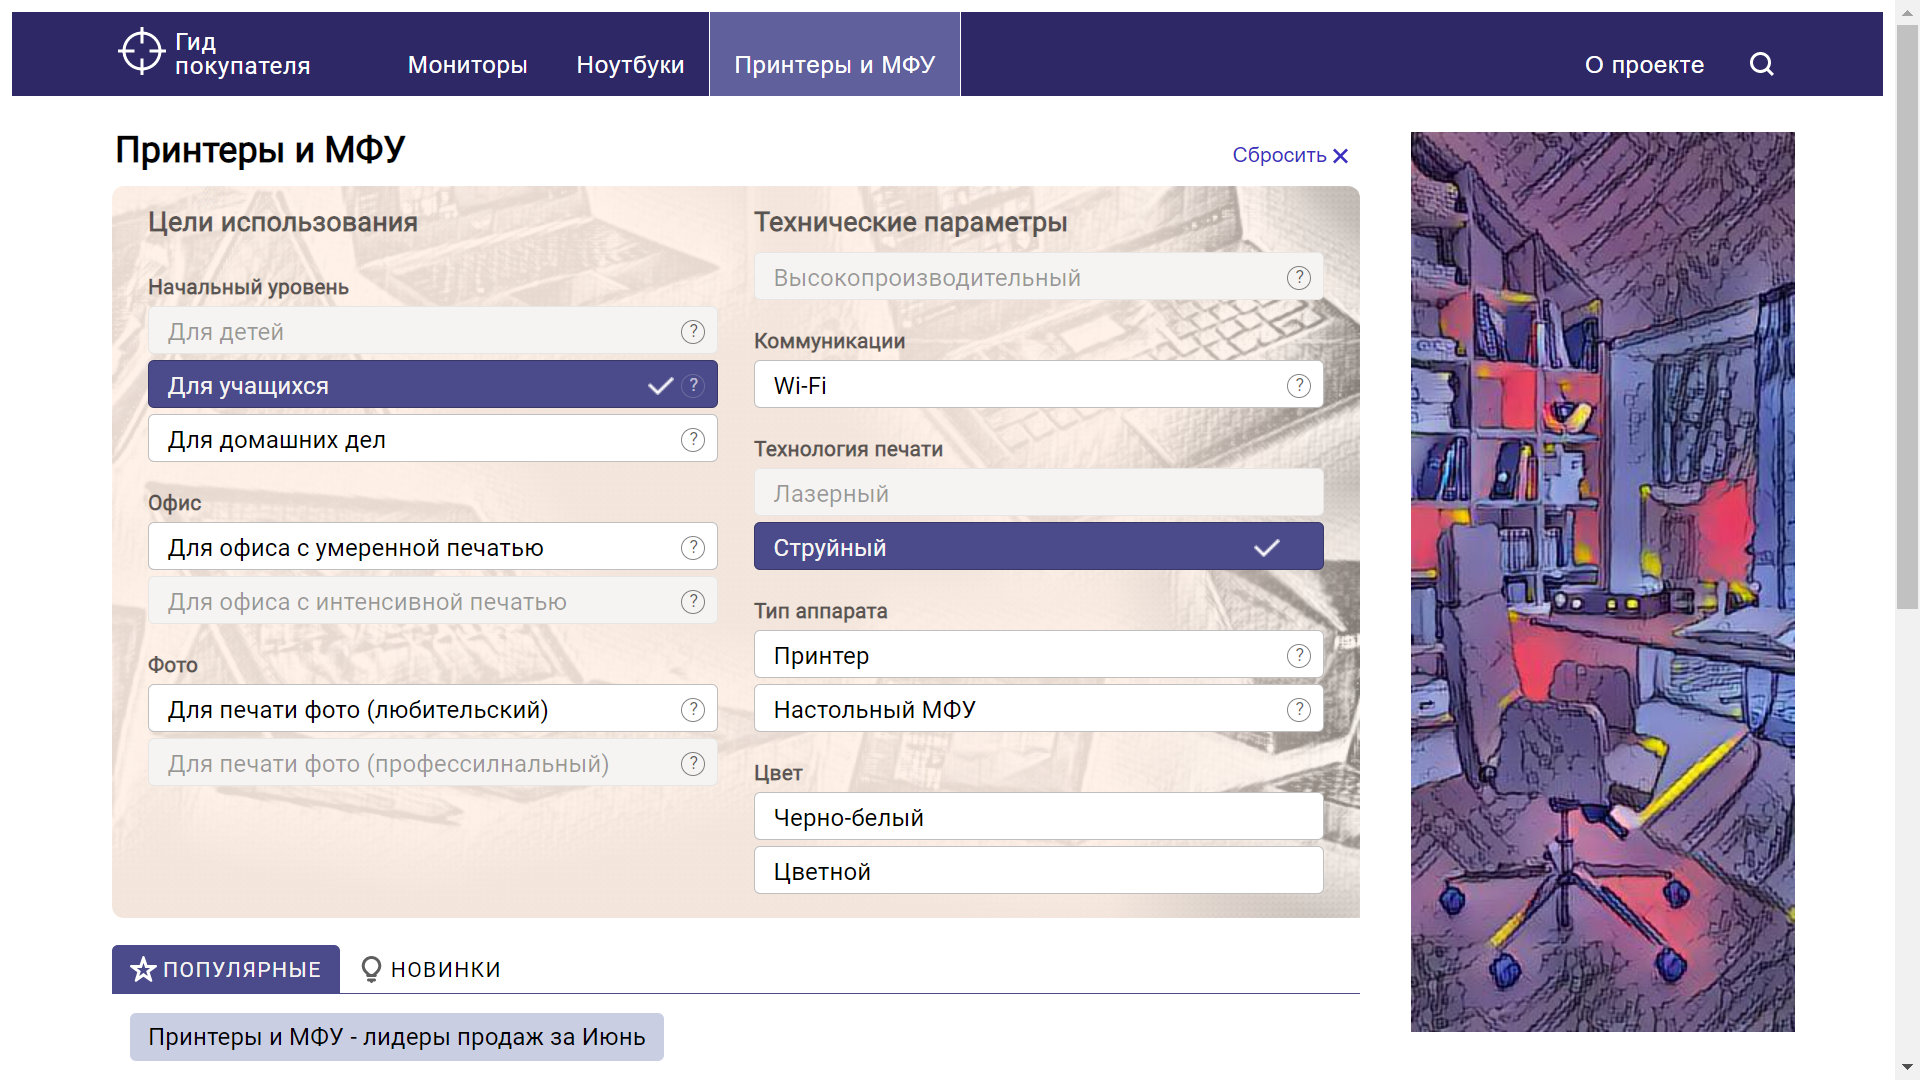 Гид
покупателя
Мониторы
Ноутбуки
Принтеры и МФУ
О проекте
Принтеры и МФУ
Сбросить
Цели использования
Начальный уровень
Для детей
?
Для учащихся
?
Для домашних дел
?
Офис
Для офиса с умеренной печатью
?
Для офиса с интенсивной печатью
?
Фото
Для печати фото (любительский)
?
Для печати фото (профессилнальный)
?
Технические параметры
Высокопроизводительный
?
Коммуникации
Wi-Fi
?
Технология печати
Лазерный
Струйный
Тип аппарата
Принтер
?
Настольный МФУ
?
Цвет
Черно-белый
Цветной
ПОПУЛЯРНЫЕ
НОВИНКИ
Принтеры и МФУ - лидеры продаж за Июнь